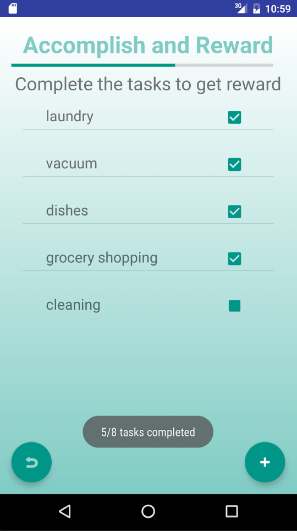 3G
10:59
Accomplish and Reward
Complete the tasks to get reward
laundry
vacuum
dishes
grocery shopping
cleaning
5/8 tasks completed